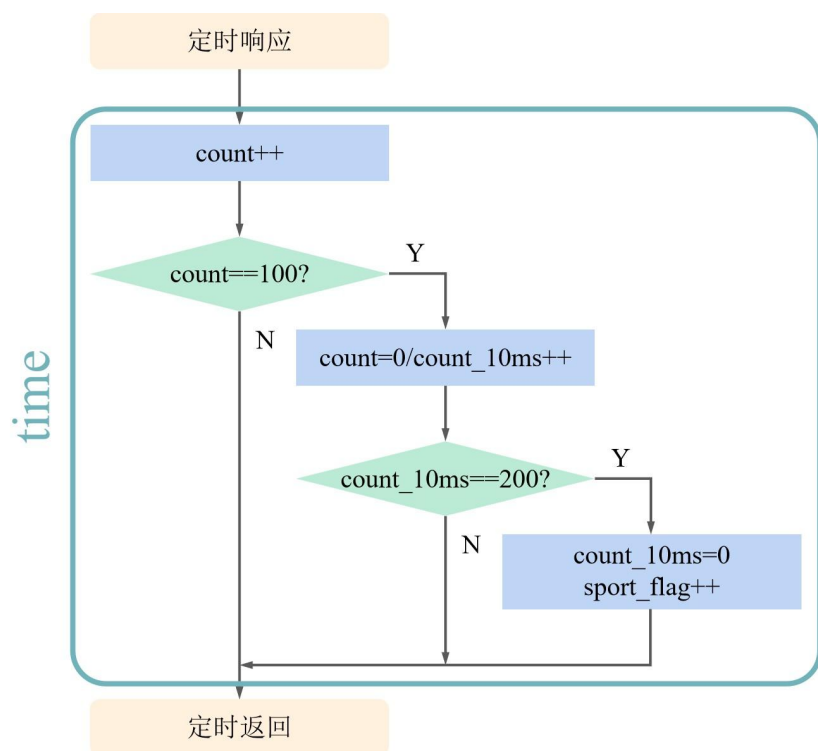 定时响应
count++
count==100?
Y
N
count=0/count_10ms++
count_10ms==200?
Y
N
count_10ms=0
sport_flag++
定时返回
time